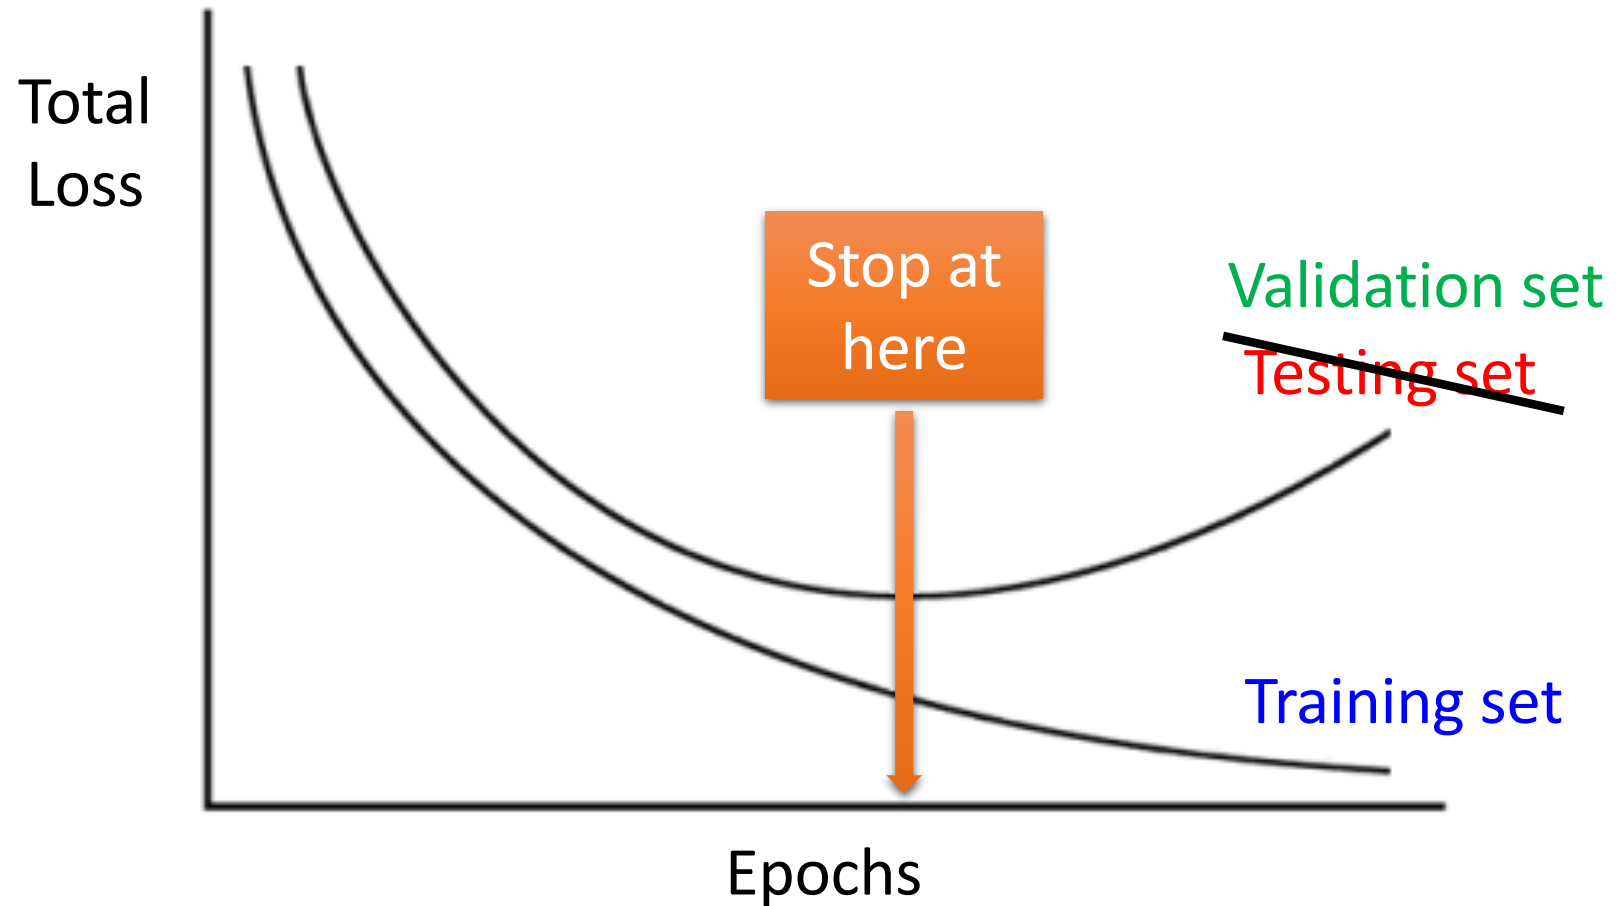 Total
Loss
Stop at
here
Validation set
Testing set
Training set
Epochs